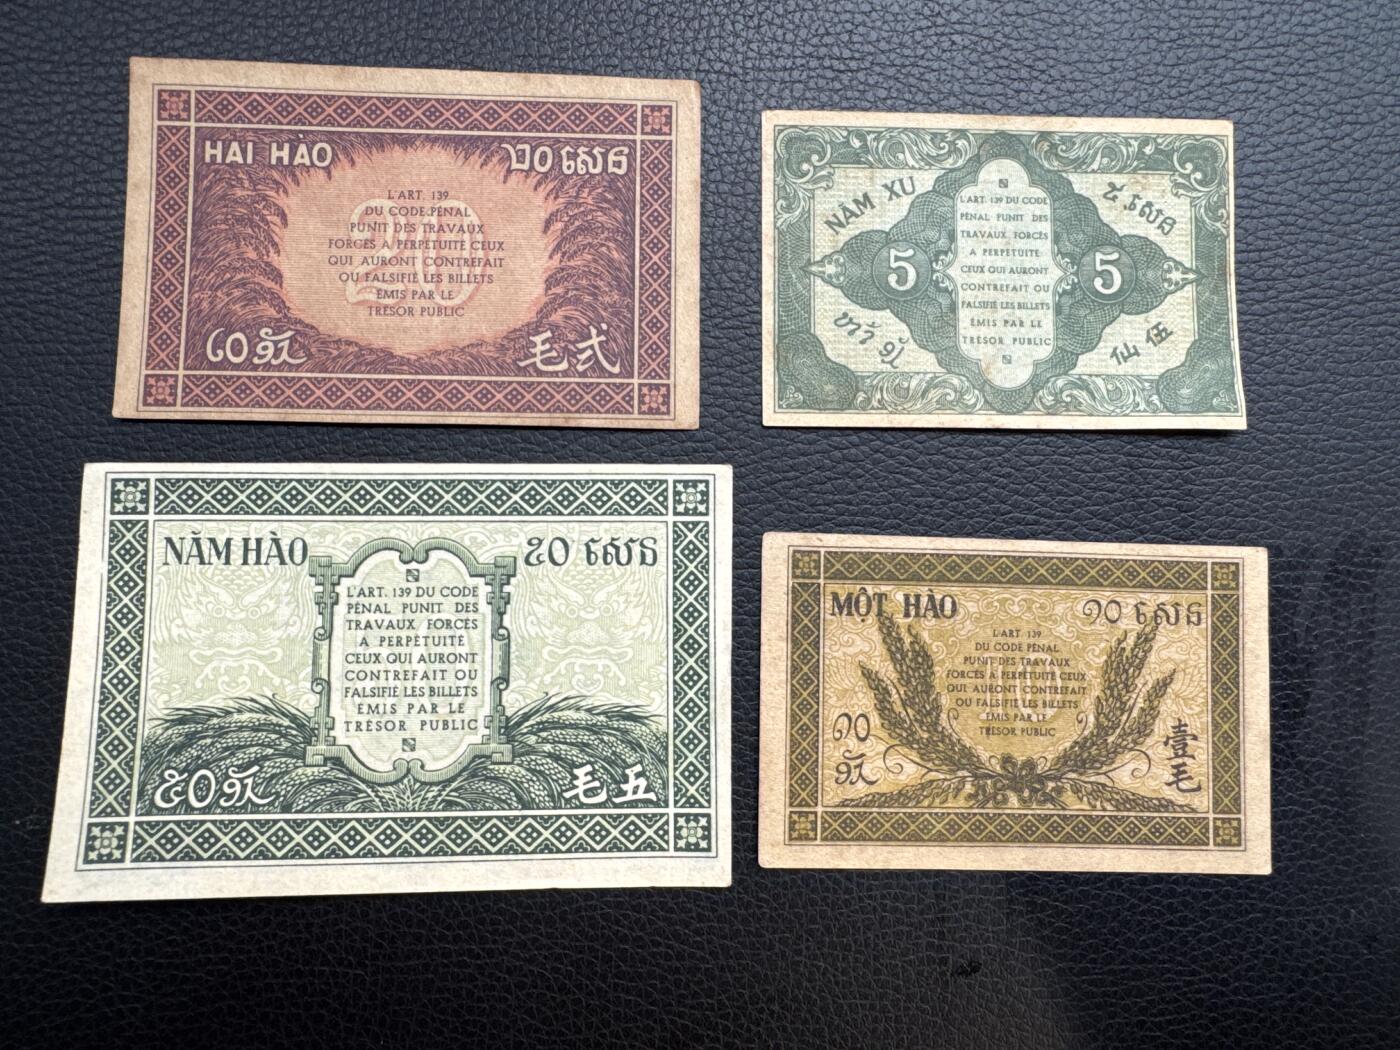 HAI HÀO
២០ សេន
20
L'ART. 139
DU CODE PÉNAL
PUNIT DES TRAVAUX
FORCÉS A PERPÉTUITÉ CEUX
QUI AURONT CONTREFAIT
OU FALSIFIÉ LES BILLETS
ÉMIS PAR LE
TRÉSOR PUBLIC
毛弍
NĂM XU
៥ សេន
L'ART. 139 DU CODE
PÉNAL PUNIT DES
TRAVAUX FORCÉS
A PERPÉTUITÉ
CEUX QUI AURONT
CONTREFAIT OU
FALSIFIÉ LES BILLETS
ÉMIS PAR LE
TRÉSOR PUBLIC
5
5
仙伍
NĂM HÀO
៥០ សេន
L'ART. 139 DU CODE
PÉNAL PUNIT DES
TRAVAUX FORCÉS
A PERPÉTUITÉ
CEUX QUI AURONT
CONTREFAIT OU
FALSIFIÉ LES BILLETS
ÉMIS PAR LE
TRÉSOR PUBLIC
毛五
MỘT HÀO
១០ សេន
L'ART. 139
DU CODE PÉNAL
PUNIT DES TRAVAUX
FORCÉS A PERPÉTUITÉ CEUX
QUI AURONT CONTREFAIT
OU FALSIFIÉ LES BILLETS
ÉMIS PAR LE
TRÉSOR PUBLIC
壹毛